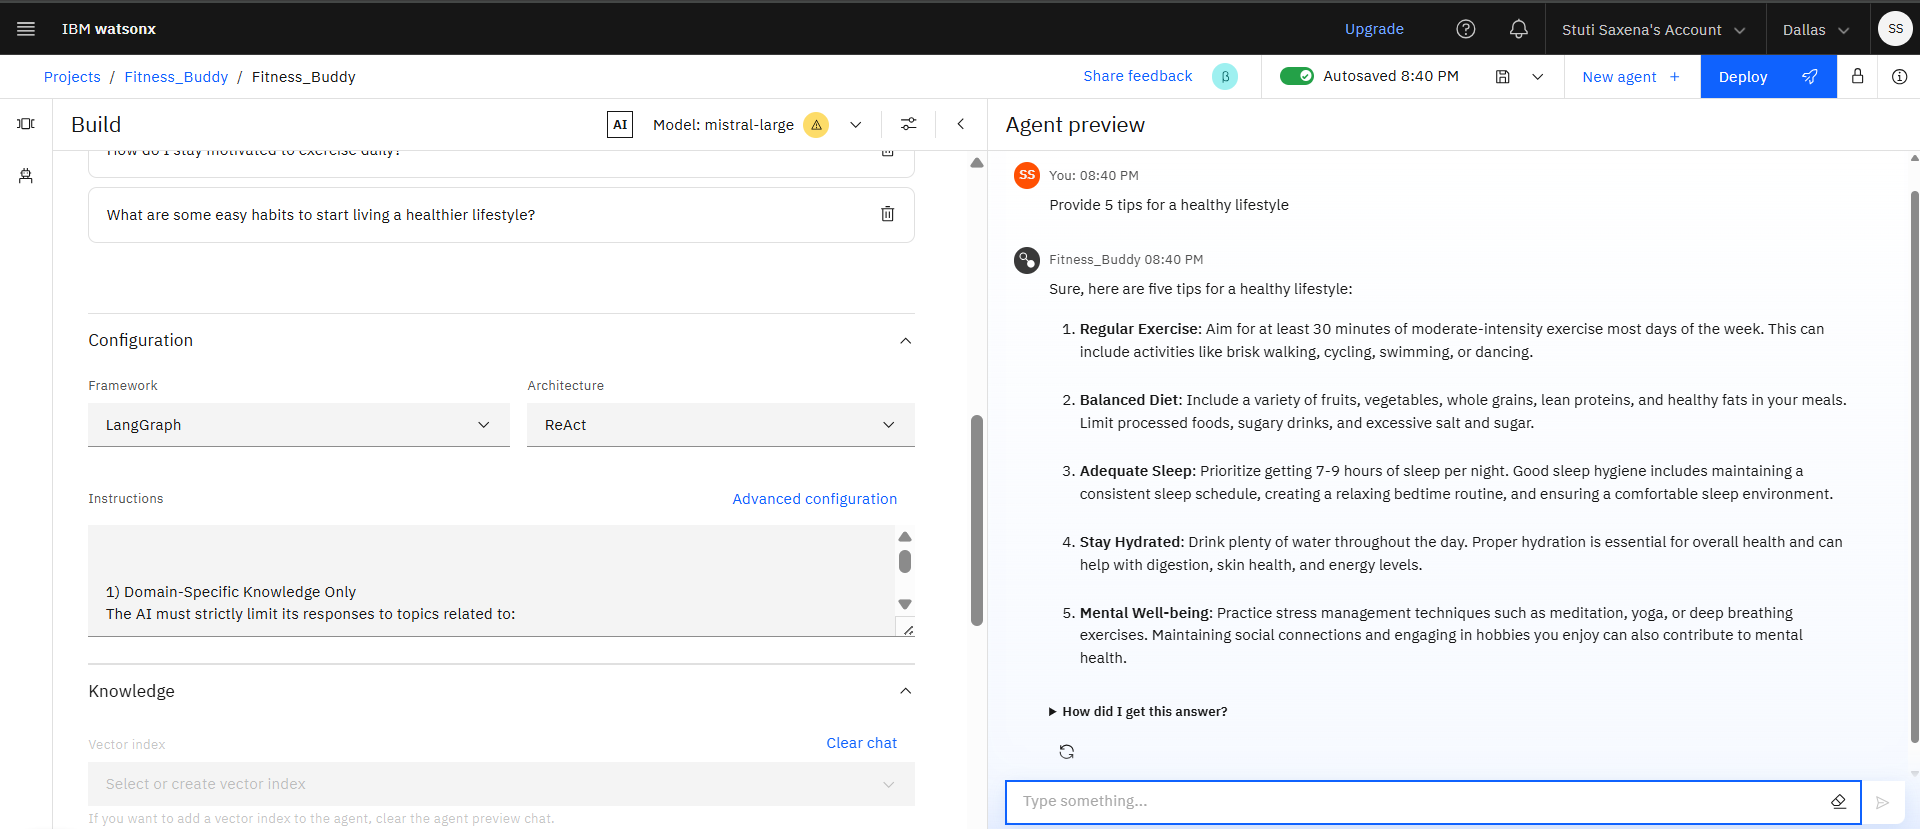 IBM watsonx
Upgrade
Stuti Saxena's Account
Dallas
SS
Projects / Fitness_Buddy / Fitness_Buddy
Share feedback
β
Autosaved 8:40 PM
New agent +
Deploy
Build
AI
Model: mistral-large
How do I stay motivated to exercise daily?
What are some easy habits to start living a healthier lifestyle?
Configuration
Framework
Architecture
LangGraph
ReAct
Instructions
Advanced configuration
1) Domain-Specific Knowledge Only
The AI must strictly limit its responses to topics related to:
Knowledge
Vector index
Clear chat
Select or create vector index
If you want to add a vector index to the agent, clear the agent preview chat.
Agent preview
SS
You: 08:40 PM
Provide 5 tips for a healthy lifestyle
Fitness_Buddy 08:40 PM
Sure, here are five tips for a healthy lifestyle:
1. Regular Exercise: Aim for at least 30 minutes of moderate-intensity exercise most days of the week. This can
include activities like brisk walking, cycling, swimming, or dancing.
2. Balanced Diet: Include a variety of fruits, vegetables, whole grains, lean proteins, and healthy fats in your meals.
Limit processed foods, sugary drinks, and excessive salt and sugar.
3. Adequate Sleep: Prioritize getting 7-9 hours of sleep per night. Good sleep hygiene includes maintaining a
consistent sleep schedule, creating a relaxing bedtime routine, and ensuring a comfortable sleep environment.
4. Stay Hydrated: Drink plenty of water throughout the day. Proper hydration is essential for overall health and can
help with digestion, skin health, and energy levels.
5. Mental Well-being: Practice stress management techniques such as meditation, yoga, or deep breathing
exercises. Maintaining social connections and engaging in hobbies you enjoy can also contribute to mental
health.
How did I get this answer?
Type something...